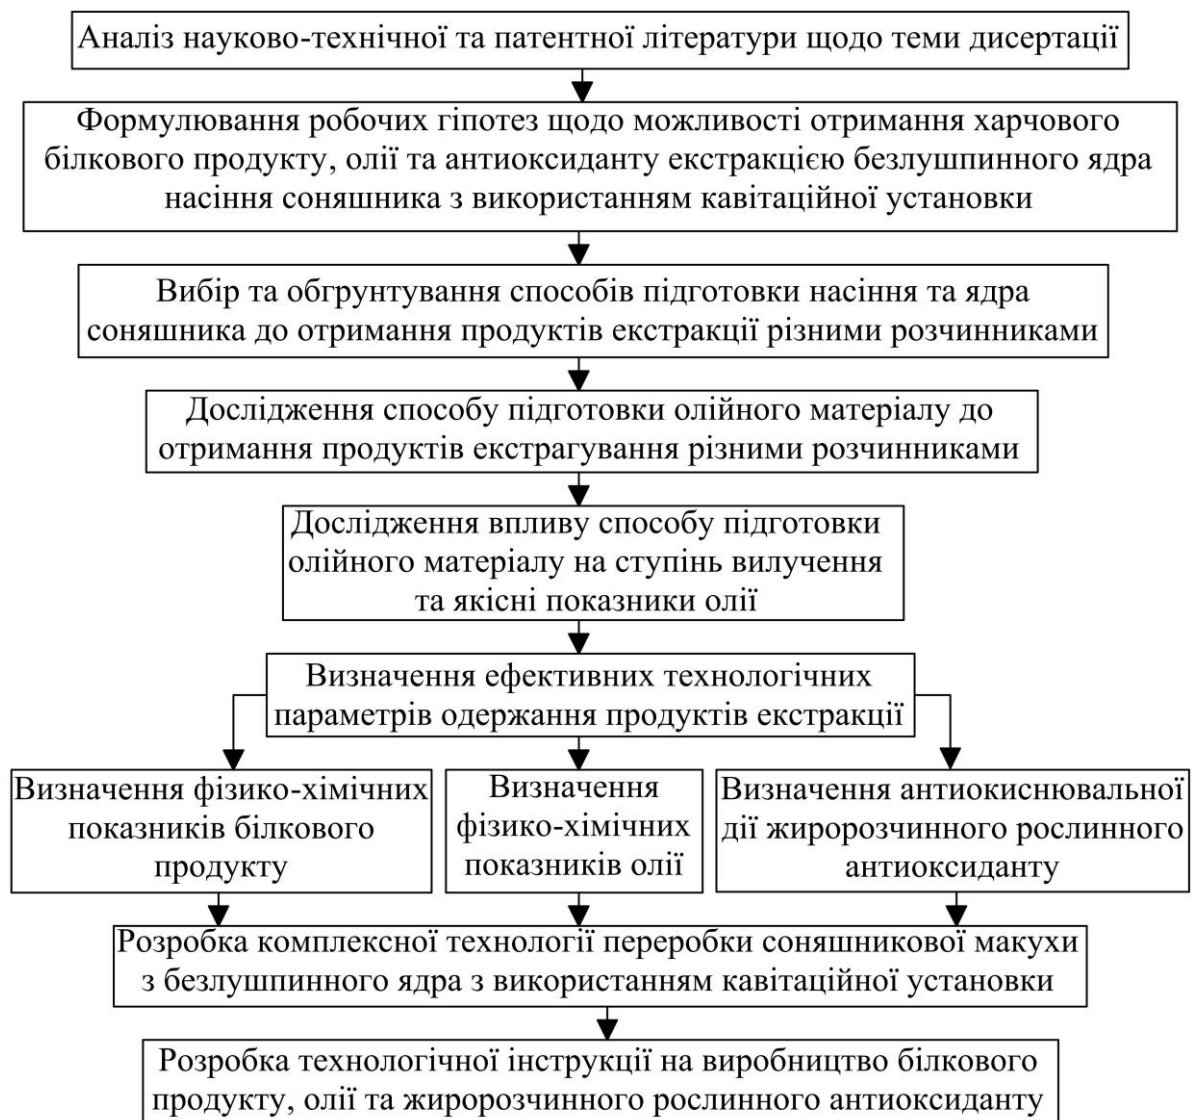 Аналіз науково-технічної та патентної літератури щодо теми дисертації
Формулювання робочих гіпотез щодо можливості отримання харчового
білкового продукту, олії та антиоксиданту екстракцією безлушпинного ядра
насіння соняшника з використанням кавітаційної установки
Вибір та обгрунтування способів підготовки насіння та ядра
соняшника до отримання продуктів екстракції різними розчинниками
Дослідження способу підготовки олійного матеріалу до
отримання продуктів екстрагування різними розчинниками
Дослідження впливу способу підготовки
олійного матеріалу на ступінь вилучення
та якісні показники олії
Визначення ефективних технологічних
параметрів одержання продуктів екстракції
Визначення фізико-хімічних
показників білкового
продукту
Визначення
фізико-хімічних
показників олії
Визначення антиокиснювальної
дії жиророзчинного рослинного
антиоксиданту
Розробка комплексної технології переробки соняшникової макухи
з безлушпинного ядра з використанням кавітаційної установки
Розробка технологічної інструкції на виробництво білкового
продукту, олії та жиророзчинного рослинного антиоксиданту